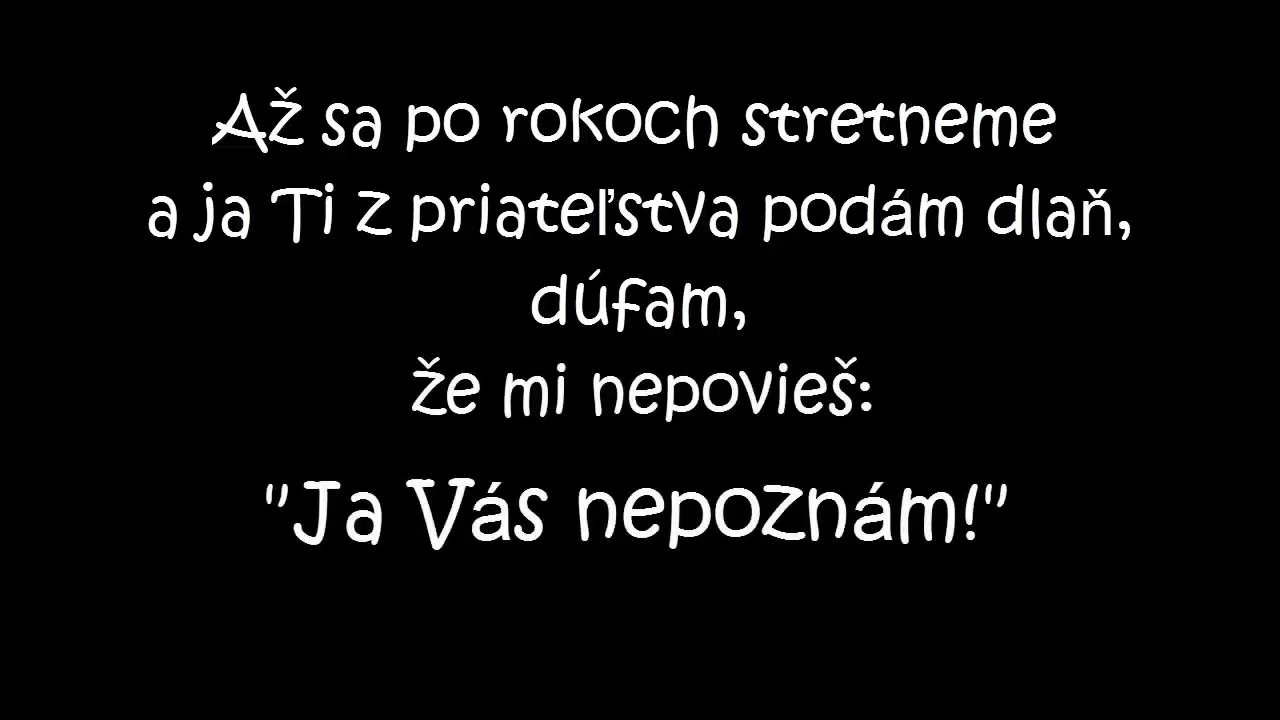 Až sa po rokoch stretneme
a ja Ti z priateľstva podám dlaň,
dúfam,
že mi nepovieš:
"Ja Vás nepoznám!"